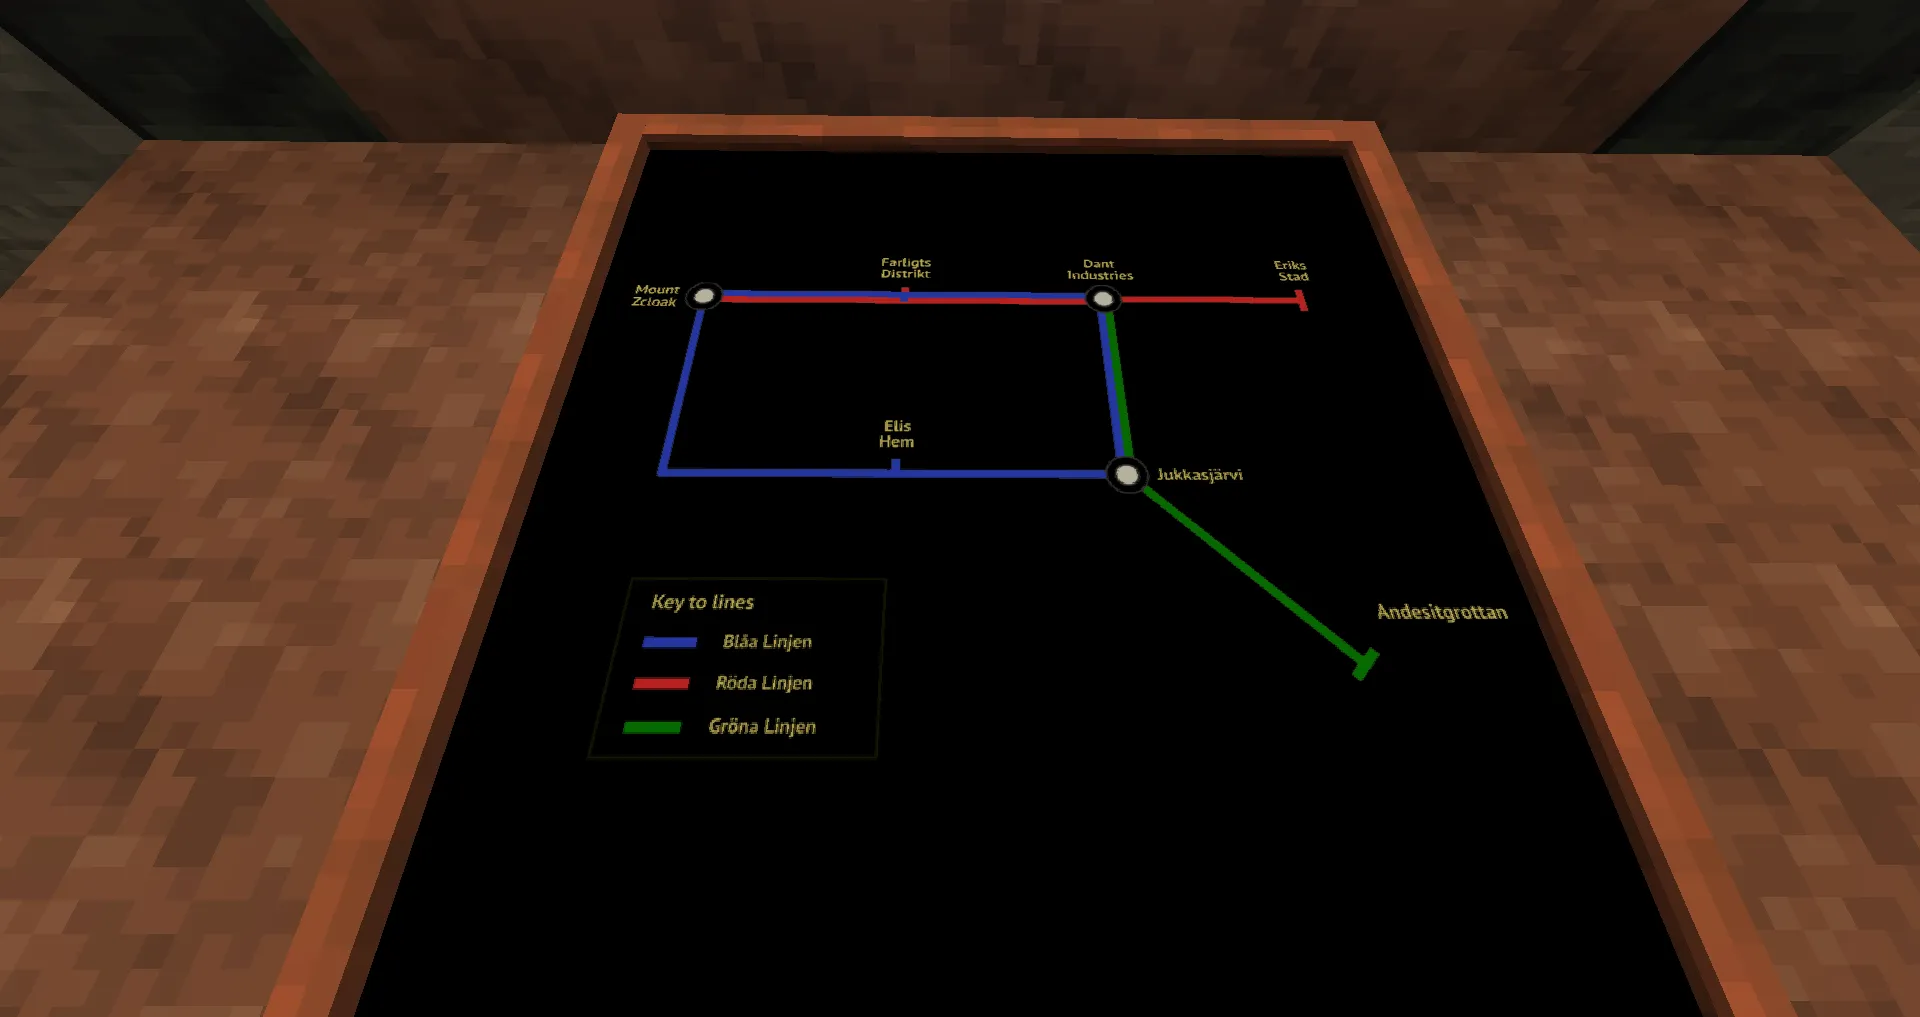 Farligts
Distrikt
Dant
Industries
Eriks
Stad
Mount
Zcloak
Elis
Hem
Jukkasjärvi
Andesitgrottan
Key to lines
Blåa Linjen
Röda Linjen
Gröna Linjen